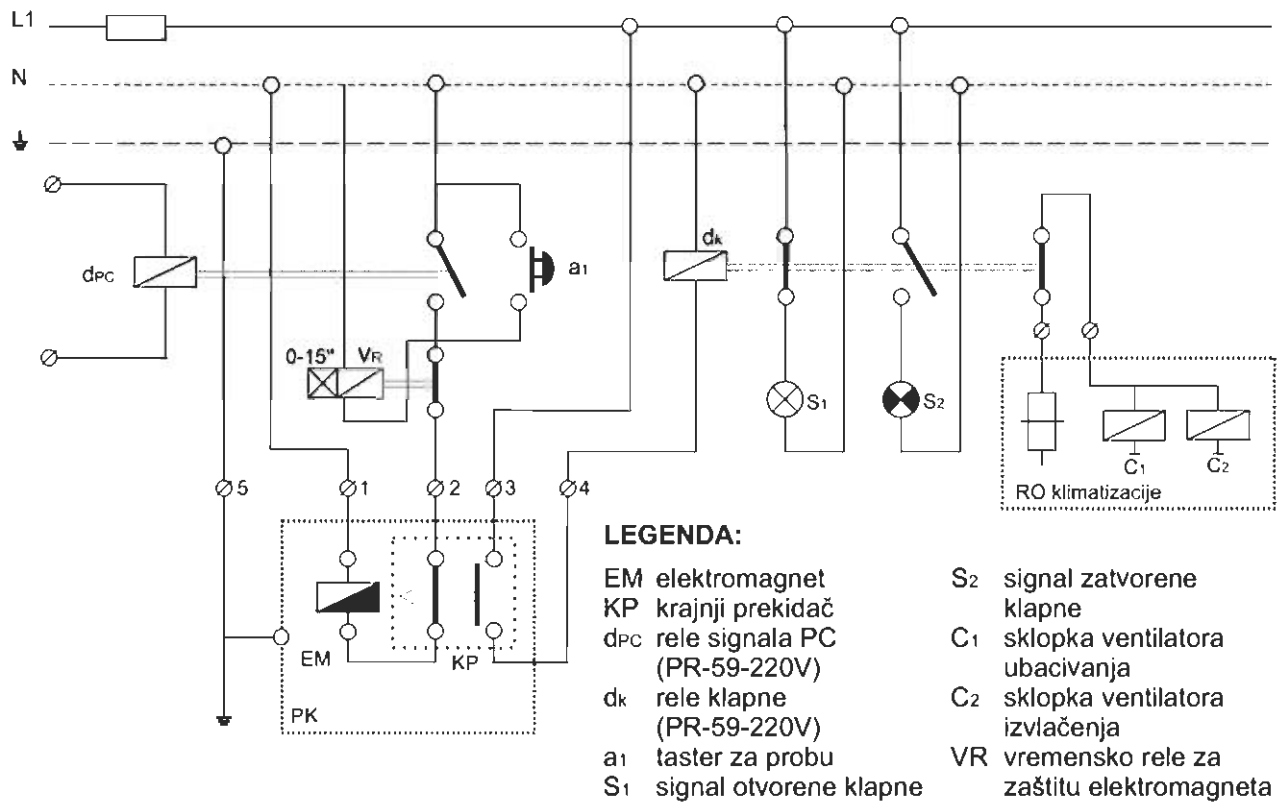 L1
N
dPC
a1
dk
0-15"
VR
S1
S2
C1
C2
RO klimatizacije
5
1
2
3
4
EM
KP
PK
LEGENDA:
EM elektromagnet
KP krajnji prekidač
dPC rele signala PC
(PR-59-220V)
dk rele klapne
(PR-59-220V)
a1 taster za probu
S1 signal otvorene klapne
S2 signal zatvorene
klapne
C1 sklopka ventilatora
ubacivanja
C2 sklopka ventilatora
izvlačenja
VR vremensko rele za
zaštitu elektromagneta